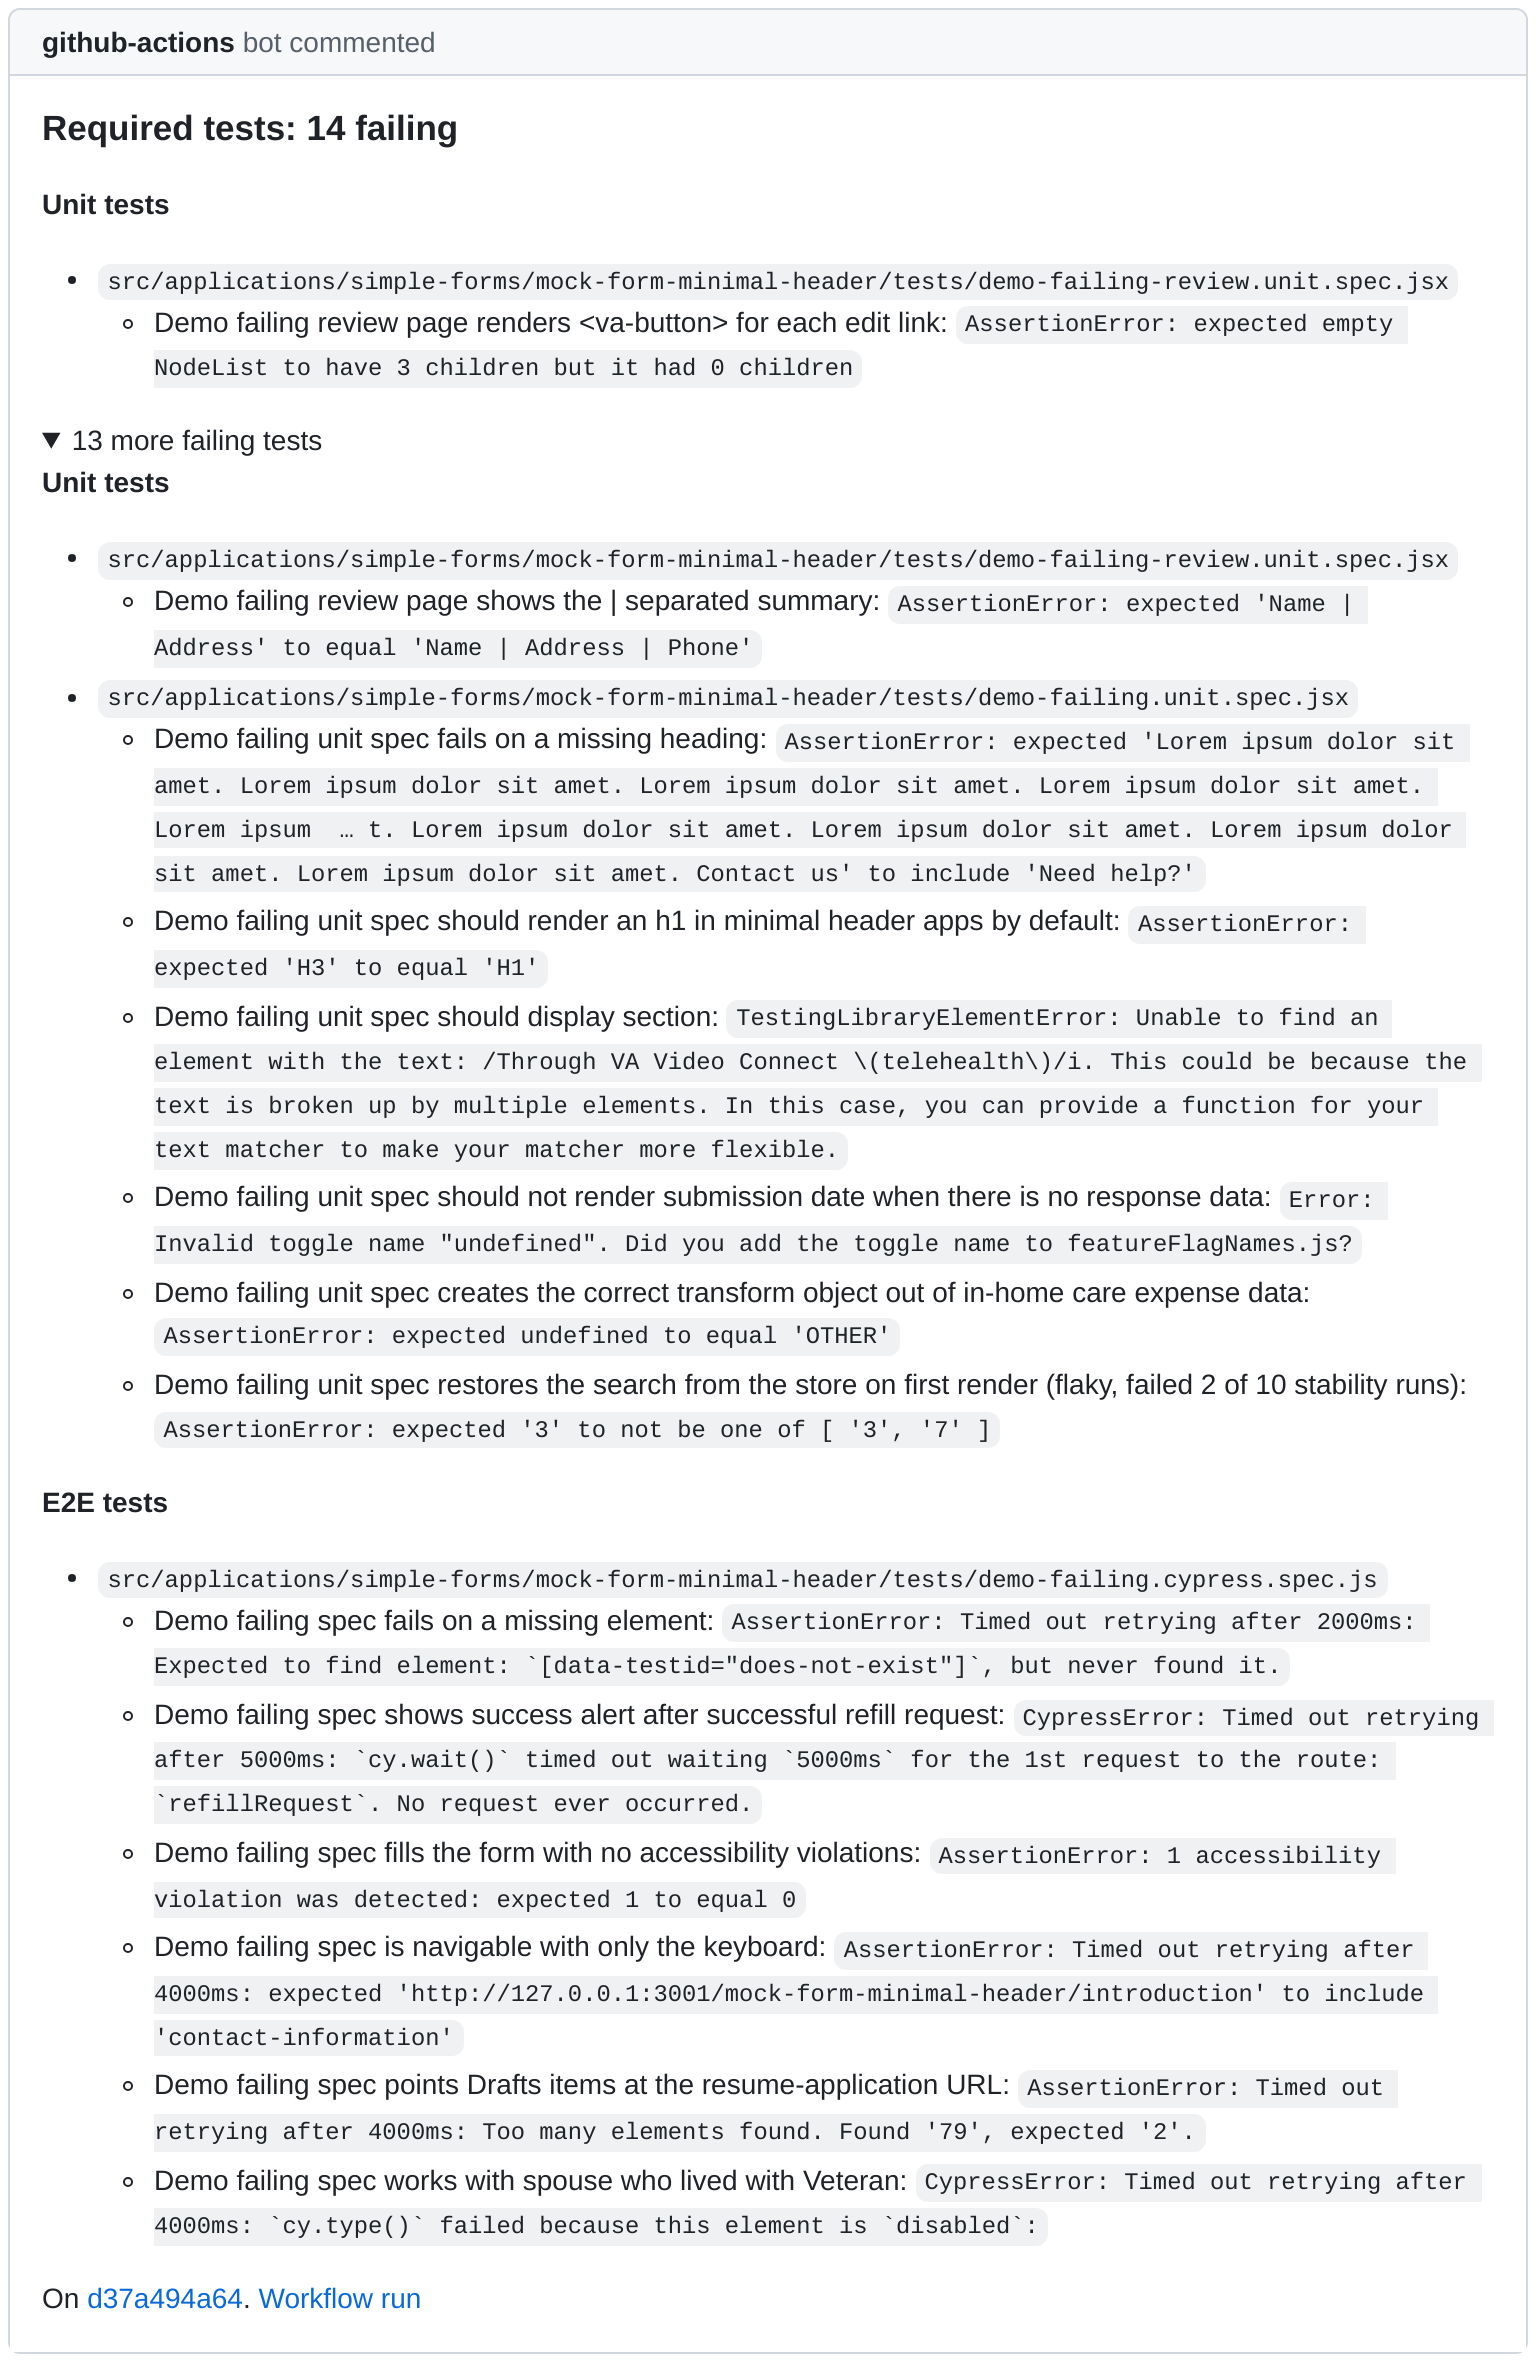 github-actions bot commented
Required tests: 14 failing
Unit tests
src/applications/simple-forms/mock-form-minimal-header/tests/demo-failing-review.unit.spec.jsx
Demo failing review page renders <va-button> for each edit link: AssertionError: expected empty
NodeList to have 3 children but it had 0 children
13 more failing tests
Unit tests
src/applications/simple-forms/mock-form-minimal-header/tests/demo-failing-review.unit.spec.jsx
Demo failing review page shows the | separated summary: AssertionError: expected 'Name |
Address' to equal 'Name | Address | Phone'
src/applications/simple-forms/mock-form-minimal-header/tests/demo-failing.unit.spec.jsx
Demo failing unit spec fails on a missing heading: AssertionError: expected 'Lorem ipsum dolor sit
amet. Lorem ipsum dolor sit amet. Lorem ipsum dolor sit amet. Lorem ipsum dolor sit amet.
Lorem ipsum  … t. Lorem ipsum dolor sit amet. Lorem ipsum dolor sit amet. Lorem ipsum dolor
sit amet. Lorem ipsum dolor sit amet. Contact us' to include 'Need help?'
Demo failing unit spec should render an h1 in minimal header apps by default: AssertionError:
expected 'H3' to equal 'H1'
Demo failing unit spec should display section: TestingLibraryElementError: Unable to find an
element with the text: /Through VA Video Connect \(telehealth\)/i. This could be because the
text is broken up by multiple elements. In this case, you can provide a function for your
text matcher to make your matcher more flexible.
Demo failing unit spec should not render submission date when there is no response data: Error:
Invalid toggle name "undefined". Did you add the toggle name to featureFlagNames.js?
Demo failing unit spec creates the correct transform object out of in-home care expense data:
AssertionError: expected undefined to equal 'OTHER'
Demo failing unit spec restores the search from the store on first render (flaky, failed 2 of 10 stability runs):
AssertionError: expected '3' to not be one of [ '3', '7' ]
E2E tests
src/applications/simple-forms/mock-form-minimal-header/tests/demo-failing.cypress.spec.js
Demo failing spec fails on a missing element: AssertionError: Timed out retrying after 2000ms:
Expected to find element: `[data-testid="does-not-exist"]`, but never found it.
Demo failing spec shows success alert after successful refill request: CypressError: Timed out retrying
after 5000ms: `cy.wait()` timed out waiting `5000ms` for the 1st request to the route:
`refillRequest`. No request ever occurred.
Demo failing spec fills the form with no accessibility violations: AssertionError: 1 accessibility
violation was detected: expected 1 to equal 0
Demo failing spec is navigable with only the keyboard: AssertionError: Timed out retrying after
4000ms: expected 'http://127.0.0.1:3001/mock-form-minimal-header/introduction' to include
'contact-information'
Demo failing spec points Drafts items at the resume-application URL: AssertionError: Timed out
retrying after 4000ms: Too many elements found. Found '79', expected '2'.
Demo failing spec works with spouse who lived with Veteran: CypressError: Timed out retrying after
4000ms: `cy.type()` failed because this element is `disabled`:
On d37a494a64. Workflow run